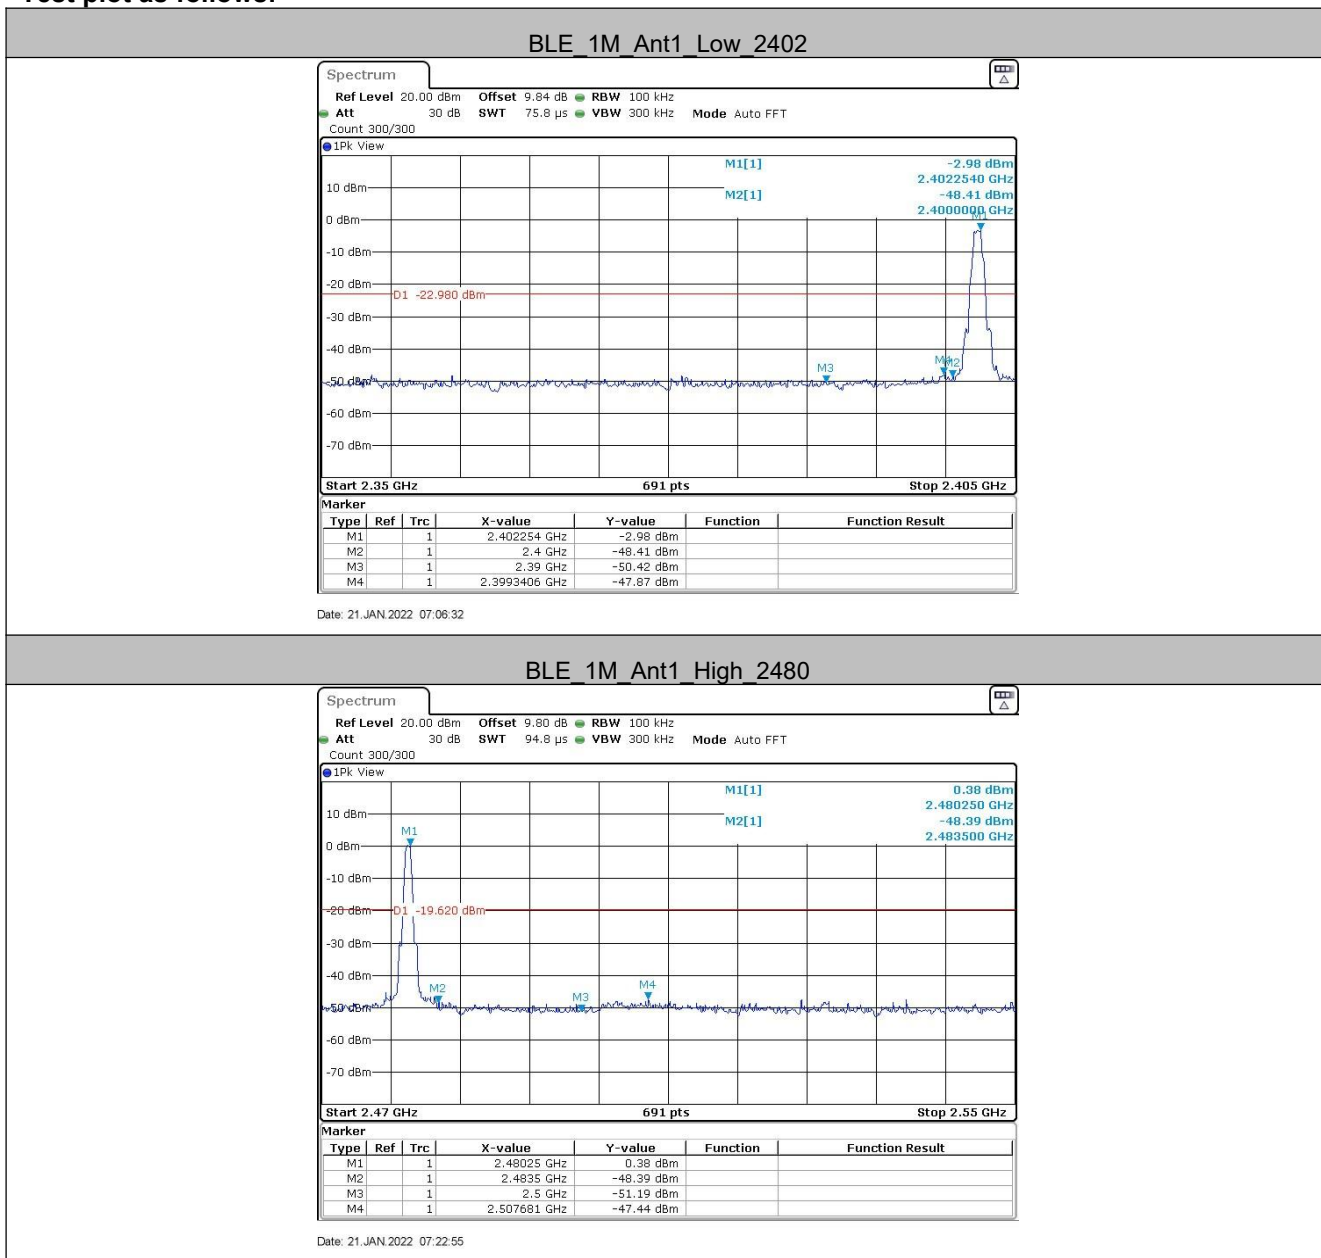 Test plot as follows:
BLE_1M_Ant1_Low_2402
Spectrum
Ref Level 20.00 dBm Offset 9.84 dB RBW 100 kHz
Att 30 dB SWT 75.8 µs VBW 300 kHz Mode Auto FFT
Count 300/300
1Pk View
M1[1] -2.98 dBm
2.4022540 GHz
M2[1] -48.41 dBm
2.4000000 GHz
M1
10 dBm
0 dBm
-10 dBm
-20 dBm
D1 -22.980 dBm
-30 dBm
-40 dBm
M3 M4 M2
-50 dBm
-60 dBm
-70 dBm
Start 2.35 GHz 691 pts Stop 2.405 GHz
Marker
Type Ref Trc X-value Y-value Function Function Result
M1 1 2.402254 GHz -2.98 dBm
M2 1 2.4 GHz -48.41 dBm
M3 1 2.39 GHz -50.42 dBm
M4 1 2.3993406 GHz -47.87 dBm
Date: 21.JAN.2022 07:06:32
BLE_1M_Ant1_High_2480
Spectrum
Ref Level 20.00 dBm Offset 9.80 dB RBW 100 kHz
Att 30 dB SWT 94.8 µs VBW 300 kHz Mode Auto FFT
Count 300/300
1Pk View
M1[1] 0.38 dBm
2.480250 GHz
M2[1] -48.39 dBm
2.483500 GHz
10 dBm
M1
0 dBm
-10 dBm
-20 dBm
D1 -19.620 dBm
-30 dBm
-40 dBm
M2 M3 M4
-50 dBm
-60 dBm
-70 dBm
Start 2.47 GHz 691 pts Stop 2.55 GHz
Marker
Type Ref Trc X-value Y-value Function Function Result
M1 1 2.48025 GHz 0.38 dBm
M2 1 2.4835 GHz -48.39 dBm
M3 1 2.5 GHz -51.19 dBm
M4 1 2.507681 GHz -47.44 dBm
Date: 21.JAN.2022 07:22:55